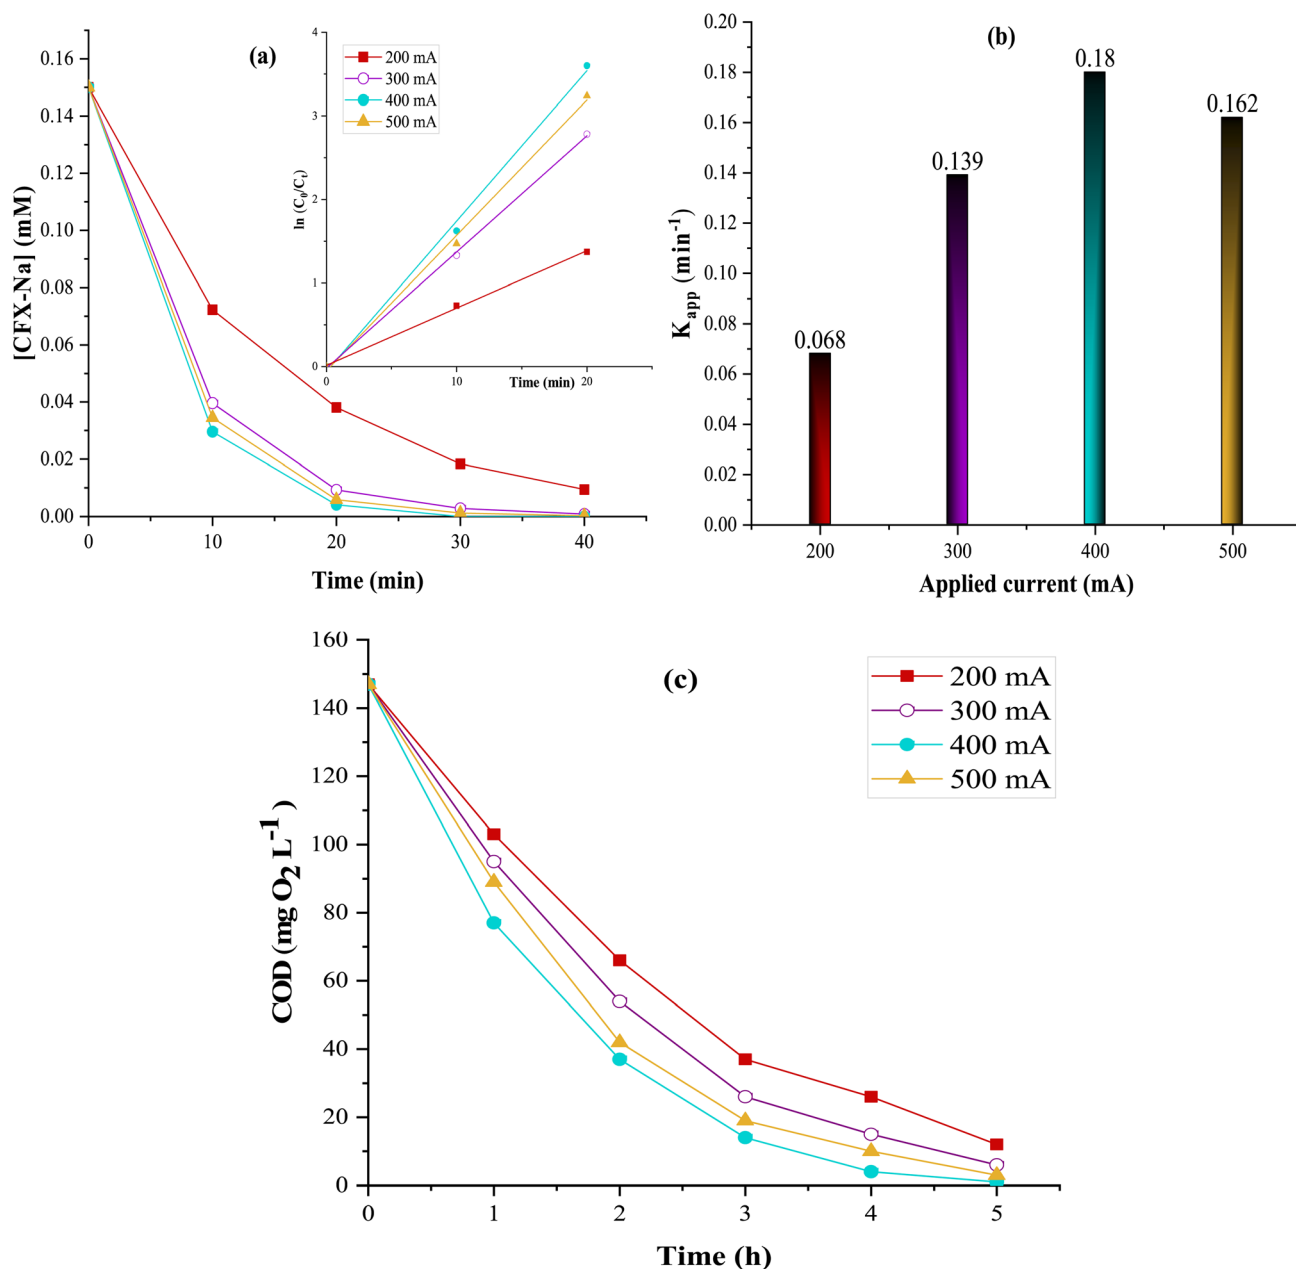 (a)
[CFX-Na] (mM)
0.16
0.14
0.12
0.10
0.08
0.06
0.04
0.02
0.00
0 10 20 30 40
Time (min)
200 mA
300 mA
400 mA
500 mA
ln (C₀/Cₜ)
4
3
2
1
0
0 10 20
Time (min)
(b)
K_app (min⁻¹)
0.20
0.18
0.16
0.14
0.12
0.10
0.08
0.06
0.04
0.02
0.00
0.068
0.139
0.18
0.162
200 300 400 500
Applied current (mA)
(c)
COD (mg O₂ L⁻¹)
160
140
120
100
80
60
40
20
0
0 1 2 3 4 5
Time (h)
200 mA
300 mA
400 mA
500 mA